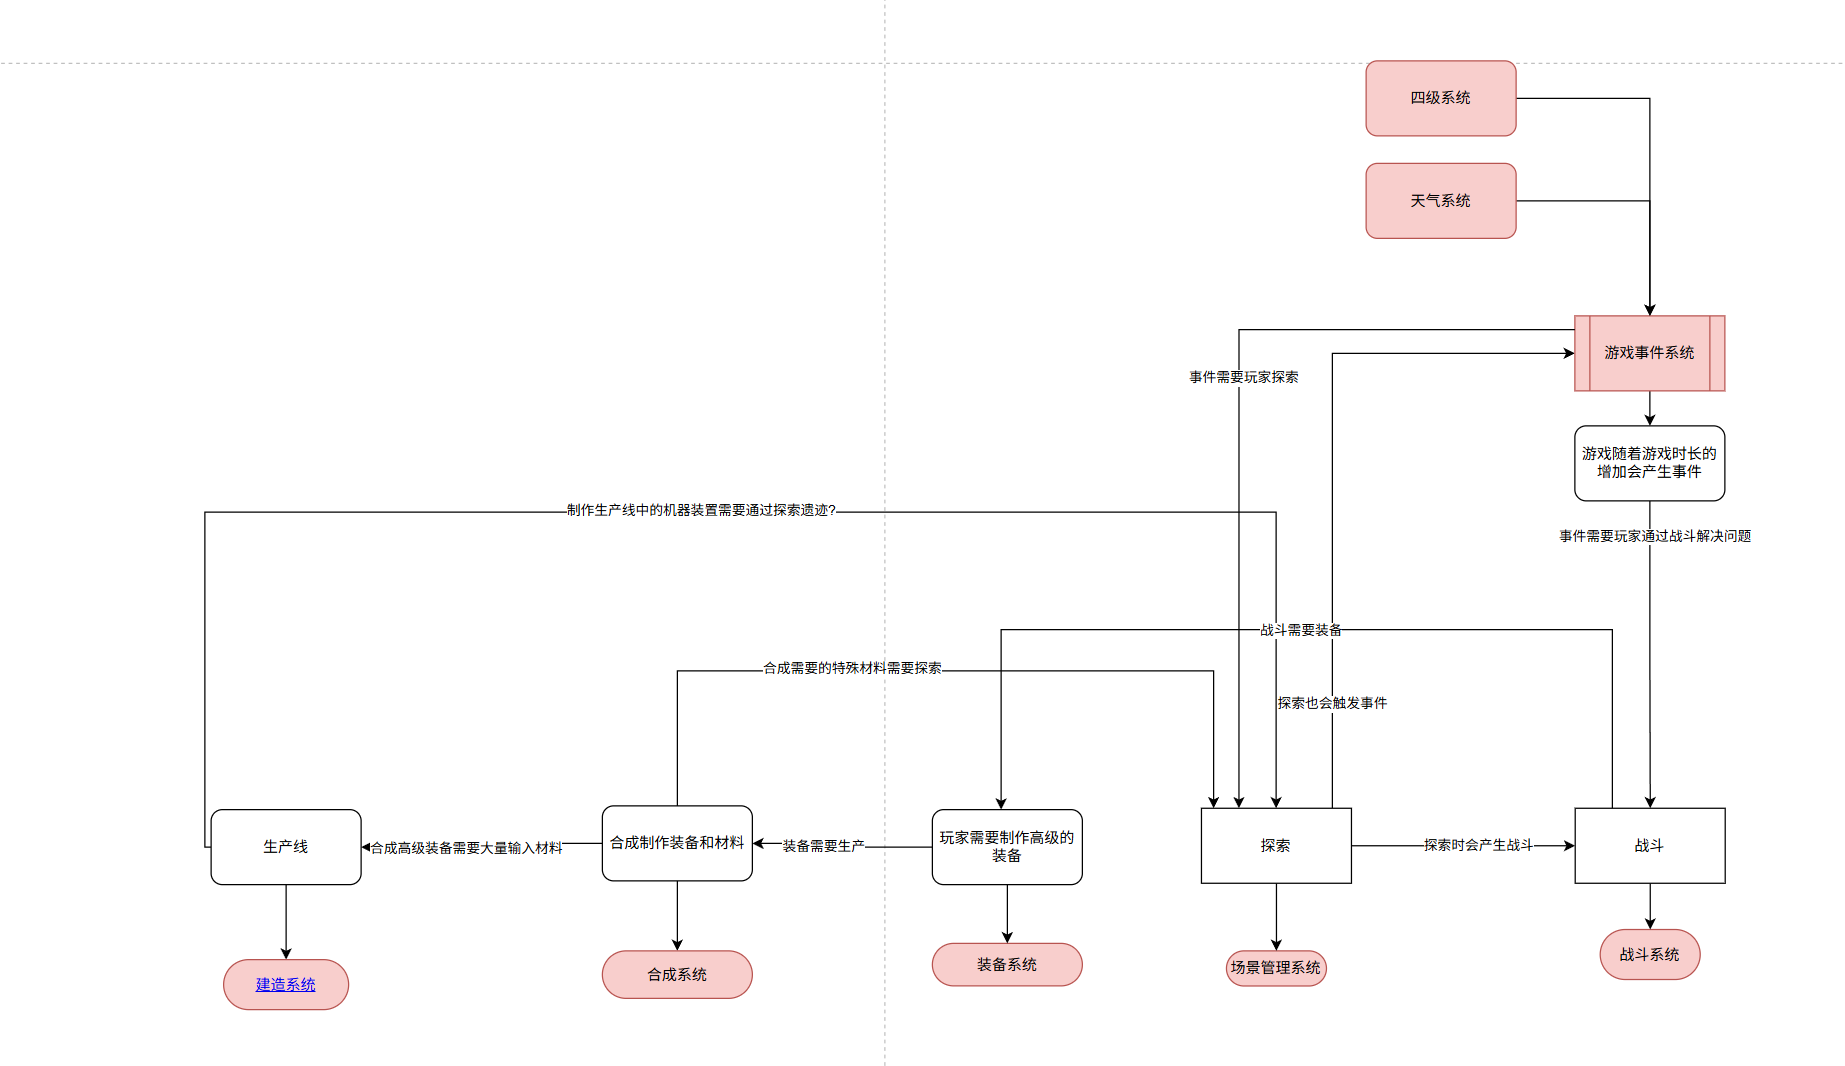 四级系统
天气系统
游戏事件系统
事件需要玩家探索
游戏随着游戏时长的
增加会产生事件
制作生产线中的机器装置需要通过探索遗迹?
事件需要玩家通过战斗解决问题
战斗需要装备
合成需要的特殊材料需要探索
探索也会触发事件
生产线
合成高级装备需要大量输入材料
合成制作装备和材料
装备需要生产
玩家需要制作高级的
装备
探索
探索时会产生战斗
战斗
建造系统
合成系统
装备系统
场景管理系统
战斗系统